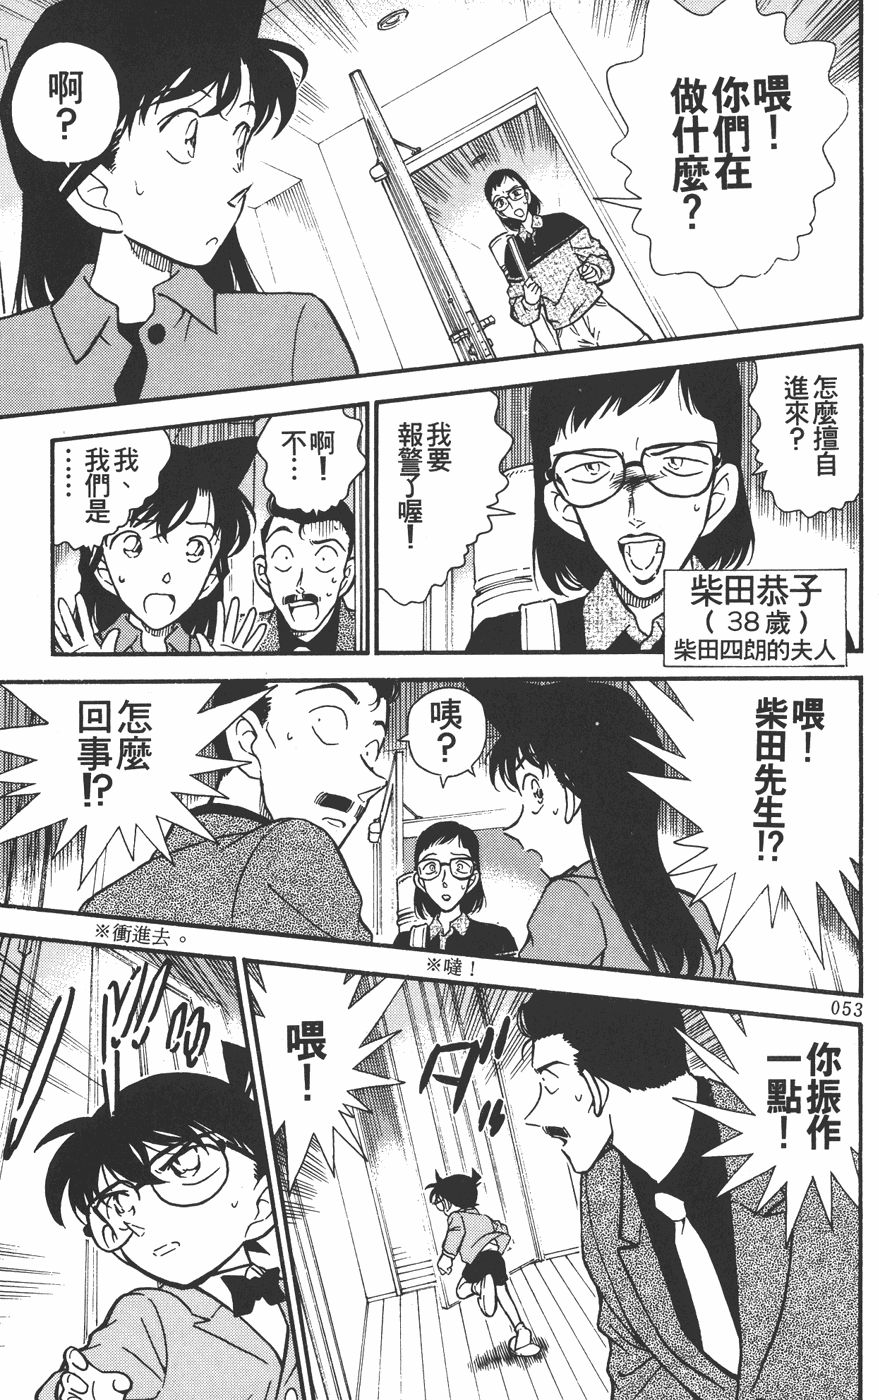 喂！
你們在
做什麼？
啊？
怎麼擅自
進來？
我要
報警了喔！
柴田恭子
（38歲）
柴田四朗的夫人
啊！
不…
我、
我們是
……
喂！
柴田先生!?
咦？
怎麼
回事!?
※噠！
※衝進去。
053
你振作
一點！
喂！
ダッ